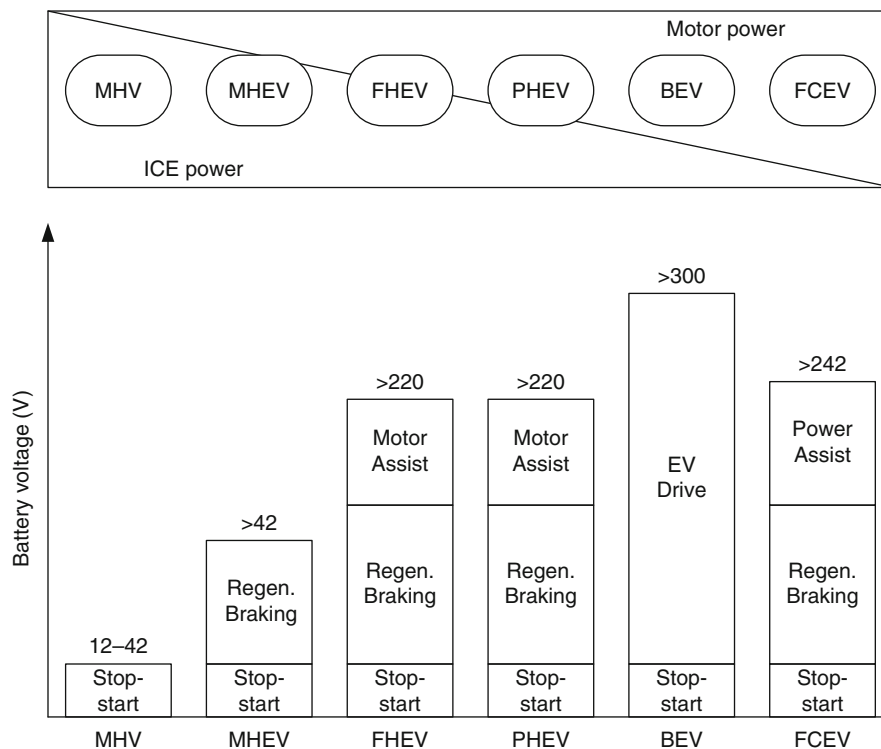 Motor power
MHV MHEV FHEV PHEV BEV FCEV
ICE power
Battery voltage (V)
>300
>242
>220 >220
Motor
Assist
Motor
Assist
Power
Assist
EV
Drive
>42
Regen.
Braking
Regen.
Braking
Regen.
Braking
Regen.
Braking
12–42
Stop-
start
Stop-
start
Stop-
start
Stop-
start
Stop-
start
Stop-
start
MHV MHEV FHEV PHEV BEV FCEV